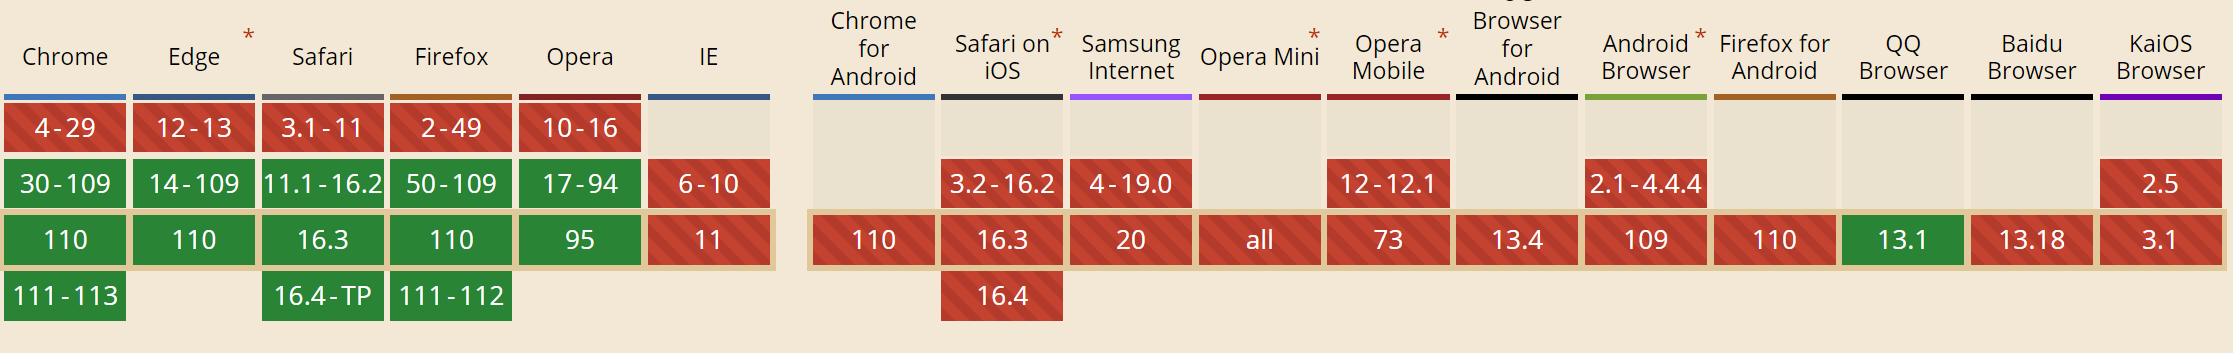 Chrome
Edge *
Safari
Firefox
Opera
IE
Chrome
for
Android
Safari on *
iOS
Samsung
Internet
Opera Mini *
Opera *
Mobile
Browser
for
Android
Android *
Browser
Firefox for
Android
QQ
Browser
Baidu
Browser
KaiOS
Browser
4-29 12-13 3.1-11 2-49 10-16
30-109 14-109 11.1-16.2 50-109 17-94 6-10 3.2-16.2 4-19.0 12-12.1 2.1-4.4.4 2.5
110 110 16.3 110 95 11 110 16.3 20 all 73 13.4 109 110 13.1 13.18 3.1
111-113 16.4-TP 111-112 16.4